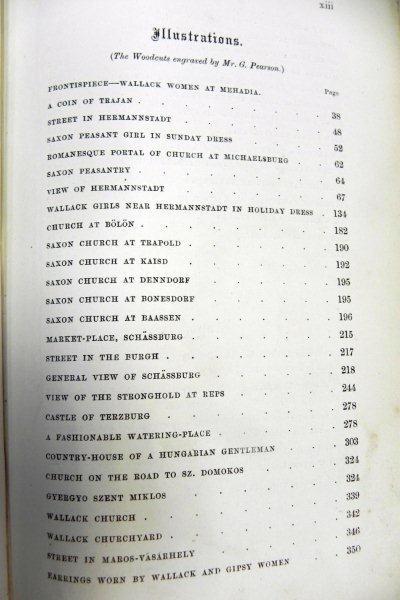 xiii
Illustrations.
(The Woodcuts engraved by Mr. G. Pearson.)
Page
FRONTISPIECE—WALLACK WOMEN AT MEHADIA.
A COIN OF TRAJAN . . . . . . 38
STREET IN HERMANNSTADT . . . . . 48
SAXON PEASANT GIRL IN SUNDAY DRESS . . . 52
ROMANESQUE PORTAL OF CHURCH AT MICHAELSBURG . . 62
SAXON PEASANTRY . . . . . . 64
VIEW OF HERMANNSTADT . . . . . 67
WALLACK GIRLS NEAR HERMANNSTADT IN HOLIDAY DRESS . 134
CHURCH AT BÖLÖN . . . . . . 182
SAXON CHURCH AT TRAPOLD . . . . . 190
SAXON CHURCH AT KAISD . . . . . 192
SAXON CHURCH AT DENNDORF . . . . 195
SAXON CHURCH AT BONESDORF . . . . 195
SAXON CHURCH AT BAASSEN . . . . . 196
MARKET-PLACE, SCHÄSSBURG . . . . . 215
STREET IN THE BURGH . . . . . . 217
GENERAL VIEW OF SCHÄSSBURG . . . . 218
VIEW OF THE STRONGHOLD AT REPS . . . . 244
CASTLE OF TERZBURG . . . . . . 278
A FASHIONABLE WATERING-PLACE . . . . 278
COUNTRY-HOUSE OF A HUNGARIAN GENTLEMAN . . 303
CHURCH ON THE ROAD TO SZ. DOMOKOS . . . 324
GYERGYO SZENT MIKLOS . . . . . 324
WALLACK CHURCH . . . . . . 339
WALLACK CHURCHYARD . . . . . . 342
STREET IN MAROS-VÁSÁRHELY . . . . 346
EARRINGS WORN BY WALLACK AND GIPSY WOMEN . . 350